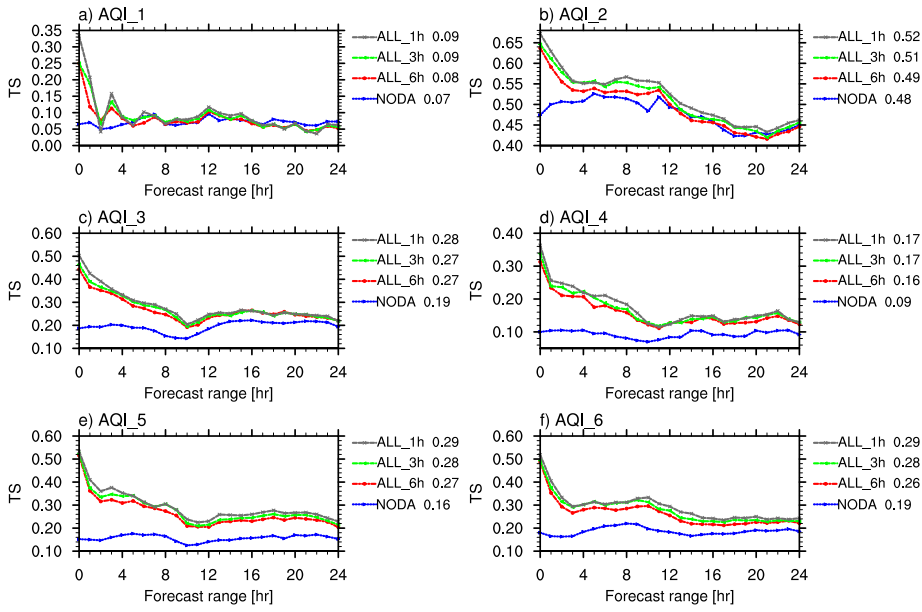 a) AQI_1
0.35
0.30
0.25
0.20
0.15
0.10
0.05
0.00
TS
0 4 8 12 16 20 24
Forecast range [hr]
ALL_1h 0.09
ALL_3h 0.09
ALL_6h 0.08
NODA 0.07
b) AQI_2
0.65
0.60
0.55
0.50
0.45
0.40
TS
0 4 8 12 16 20 24
Forecast range [hr]
ALL_1h 0.52
ALL_3h 0.51
ALL_6h 0.49
NODA 0.48
c) AQI_3
0.60
0.50
0.40
0.30
0.20
0.10
TS
0 4 8 12 16 20 24
Forecast range [hr]
ALL_1h 0.28
ALL_3h 0.27
ALL_6h 0.27
NODA 0.19
d) AQI_4
0.40
0.30
0.20
0.10
TS
0 4 8 12 16 20 24
Forecast range [hr]
ALL_1h 0.17
ALL_3h 0.17
ALL_6h 0.16
NODA 0.09
e) AQI_5
0.60
0.50
0.40
0.30
0.20
0.10
TS
0 4 8 12 16 20 24
Forecast range [hr]
ALL_1h 0.29
ALL_3h 0.28
ALL_6h 0.27
NODA 0.16
f) AQI_6
0.60
0.50
0.40
0.30
0.20
0.10
TS
0 4 8 12 16 20 24
Forecast range [hr]
ALL_1h 0.29
ALL_3h 0.28
ALL_6h 0.26
NODA 0.19